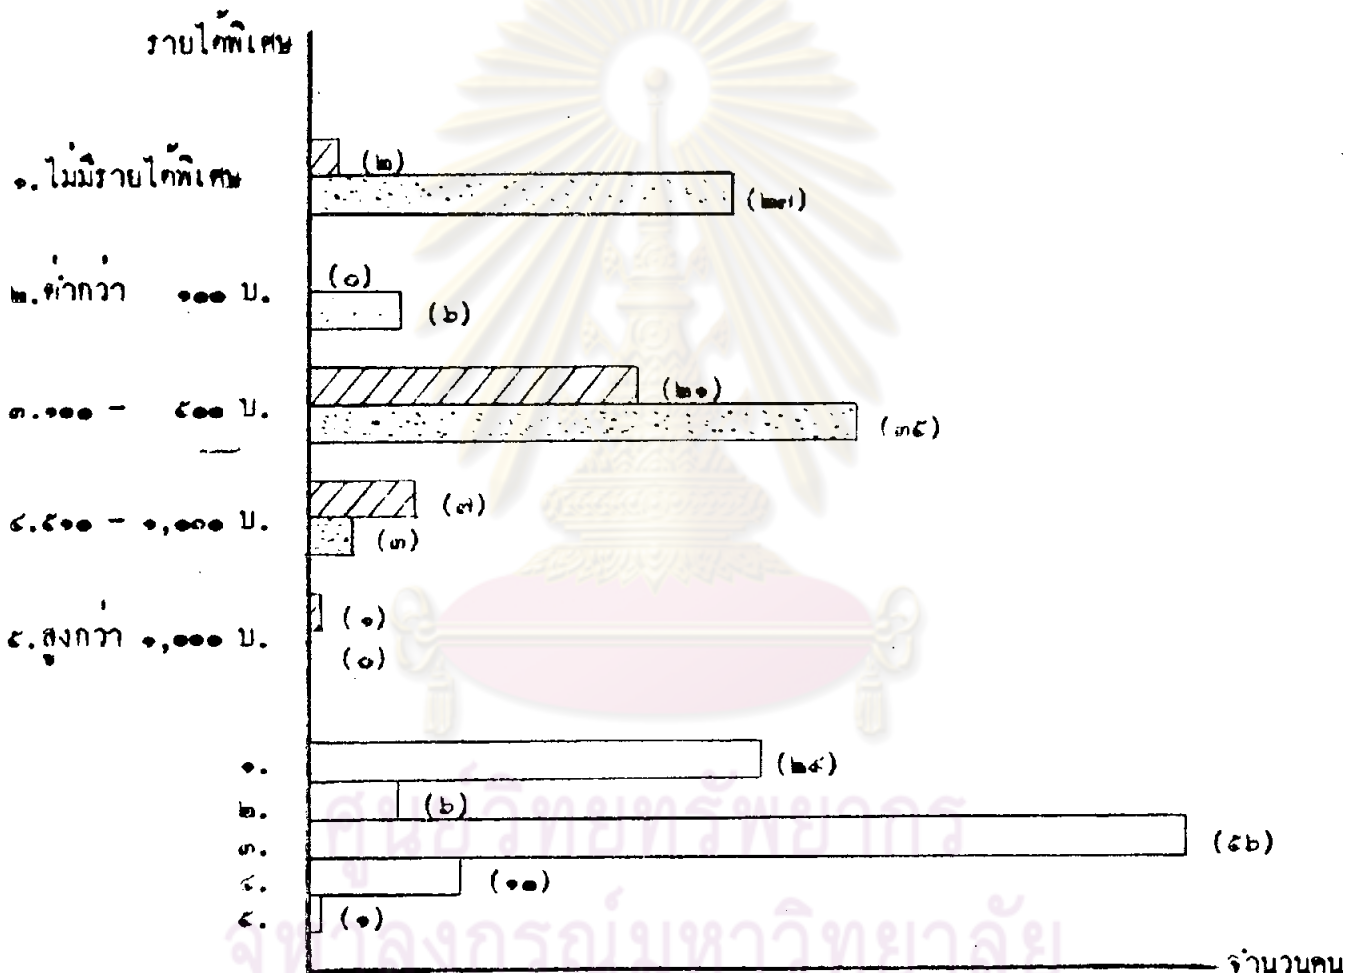 รายได้พิเศษ
๑.ไม่มีรายได้พิเศษ
(๒)
(๒๗)
๒.ต่ำกว่า ๑๐๐ บ.
(๐)
(๖)
๓.๑๐๐ - ๕๐๐ บ.
(๒๑)
(๓๕)
๔.๕๑๐ - ๑,๐๐๐ บ.
(๗)
(๓)
๕.สูงกว่า ๑,๐๐๐ บ.
(๑)
(๐)
๑. (๒๙)
๒. (๖)
๓. (๕๖)
๔. (๑๐)
๕. (๑)
จำนวนคน
ศูนย์วิทยทรัพยากร
จุฬาลงกรณ์มหาวิทยาลัย